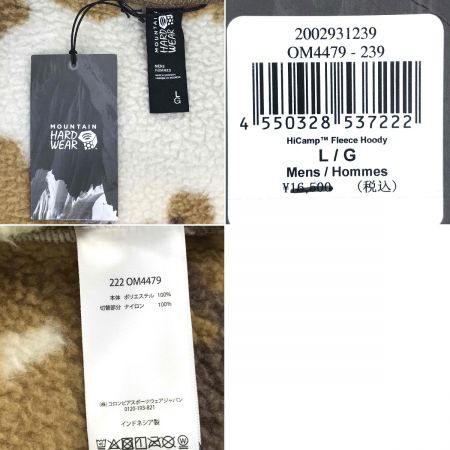 MOUNTAIN
HARD
WEAR
MENS
HOMMES
L
G
MOUNTAIN
HARD
WEAR
2002931239
OM4479 - 239
4 550328 537222
HiCamp™ Fleece Hoody
L / G
Mens / Hommes
¥16,500 (税込)
222 OM4479
本体 ポリエステル 100%
切替部分 ナイロン 100%
(株)コロンビアスポーツウェアジャパン
0120-193-821
インドネシア製